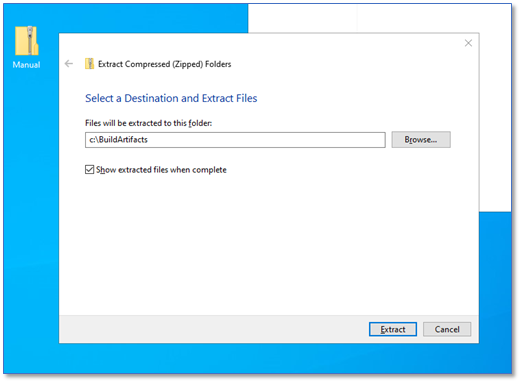 Manual
Extract Compressed (Zipped) Folders
Select a Destination and Extract Files
Files will be extracted to this folder:
c:\BuildArtifacts
Browse...
Show extracted files when complete
Extract
Cancel